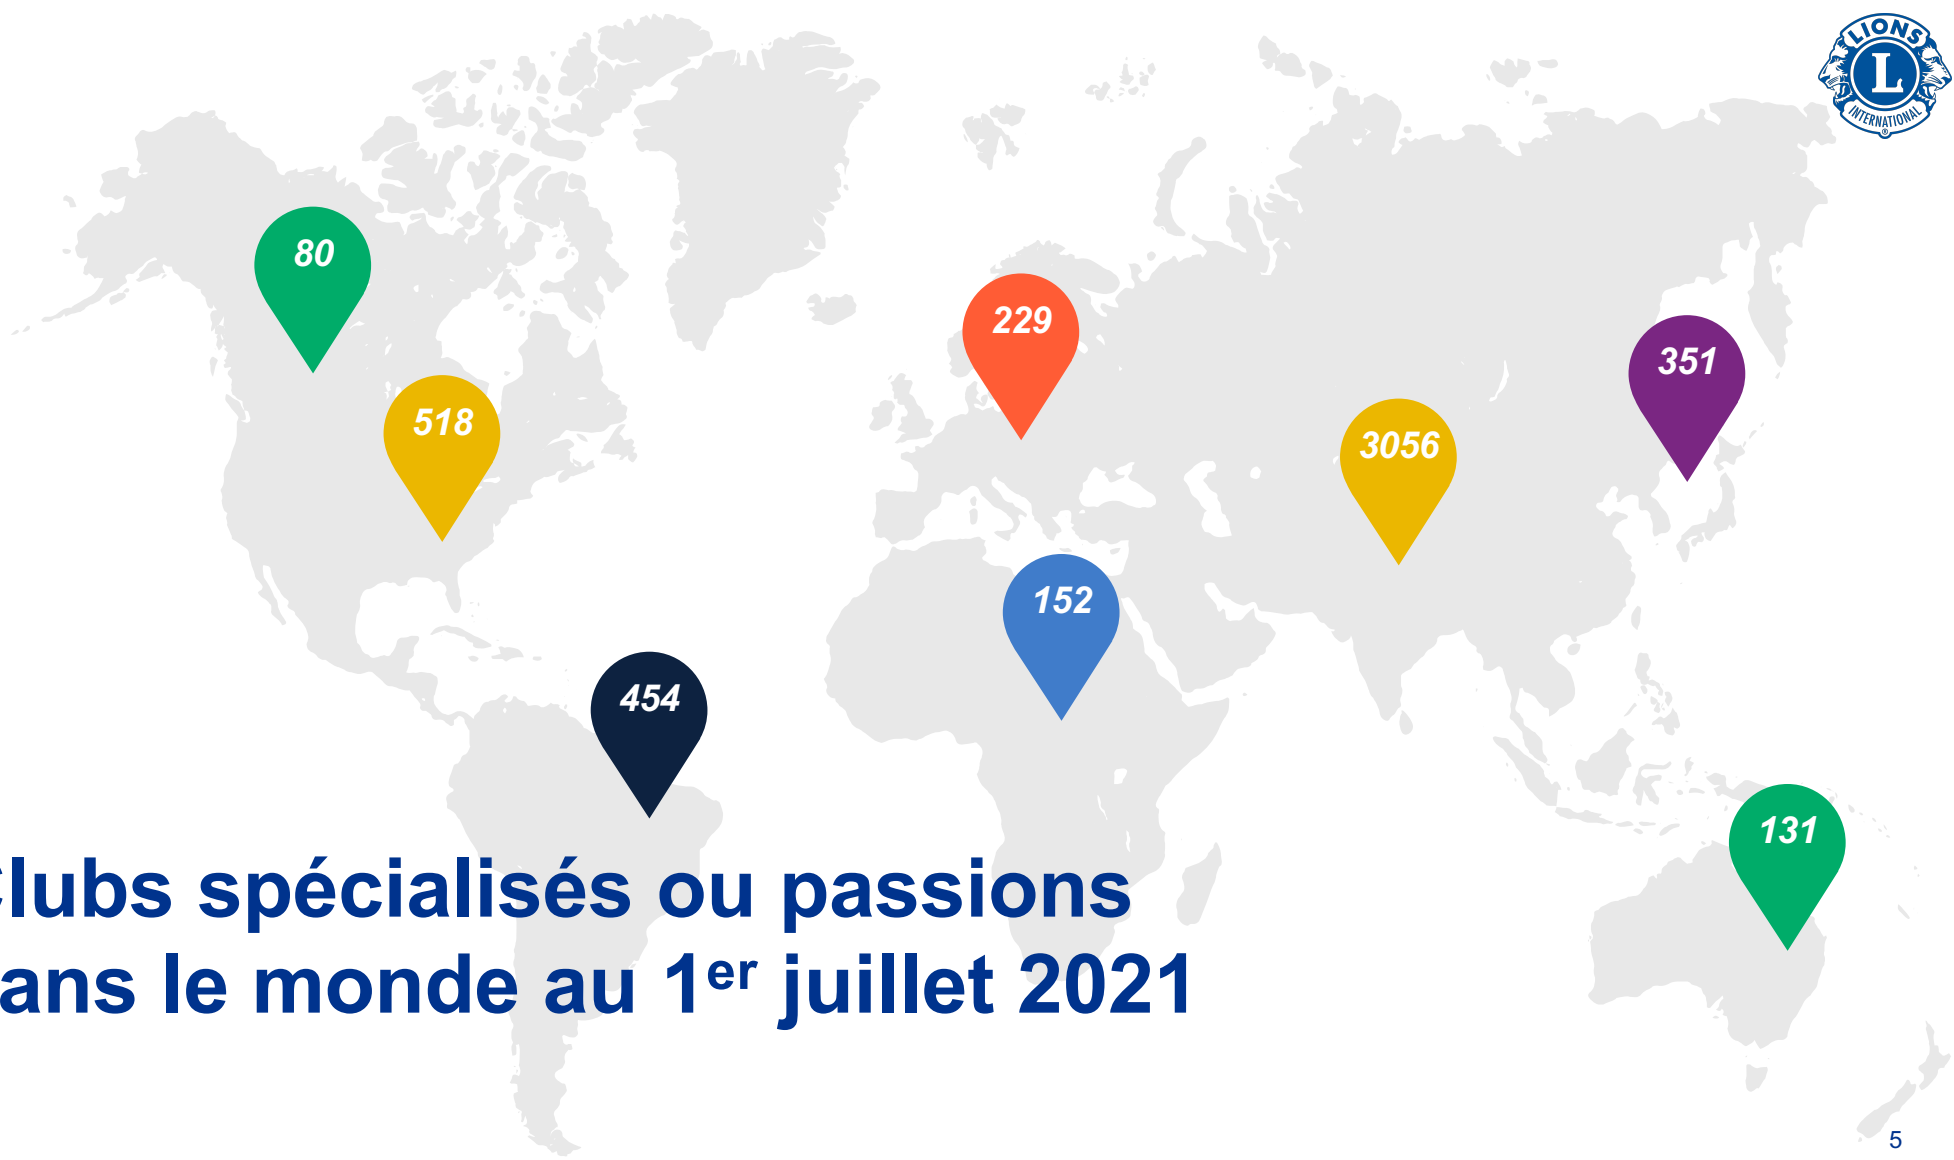 LIONS
L
INTERNATIONAL
®
80
229
351
518
3056
152
454
131
Clubs spécialisés ou passions
ans le monde au 1er juillet 2021
5